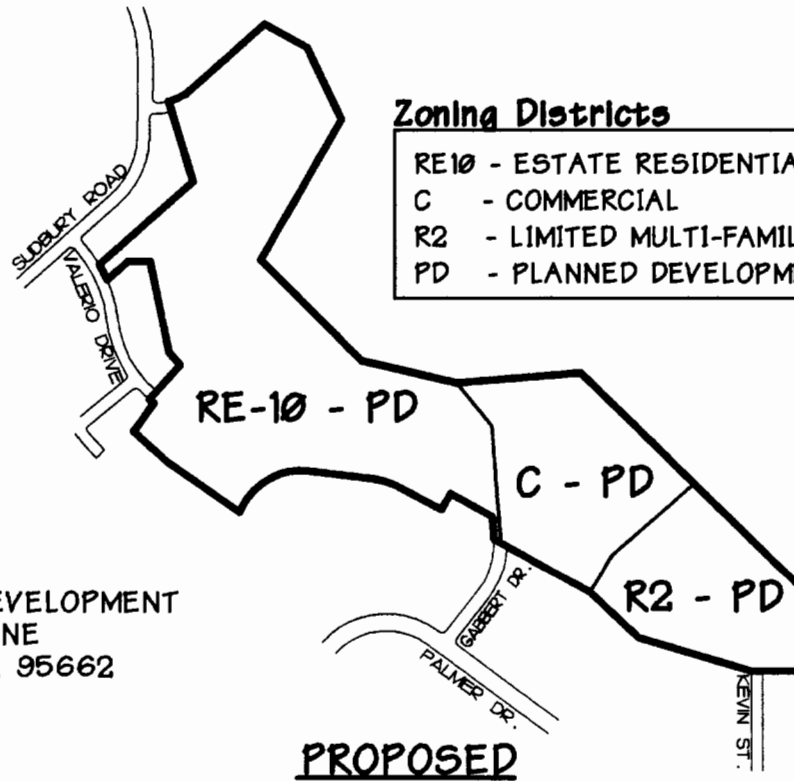 Zoning Districts
RE10 - ESTATE RESIDENTIA
C - COMMERCIAL
R2 - LIMITED MULTI-FAMIL
PD - PLANNED DEVELOPM
SUDBURY ROAD
VALERIO DRIVE
RE-10 - PD
C - PD
R2 - PD
EVELOPMENT
NE
95662
GABBERT DR.
PALMER DR.
KEVIN ST.
PROPOSED